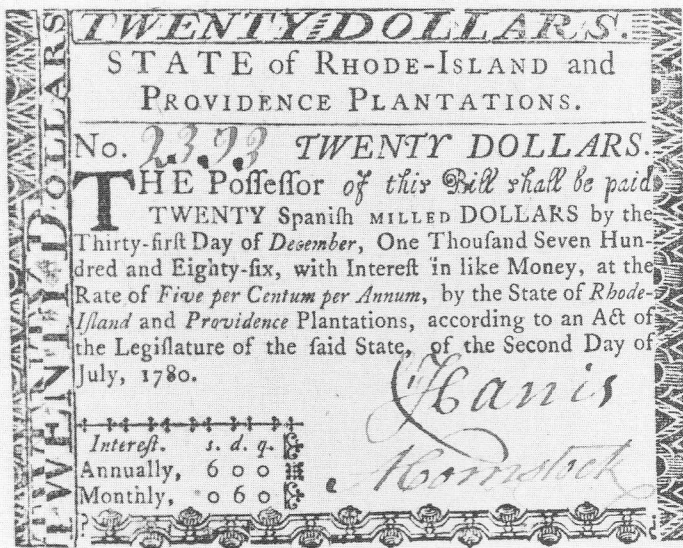 TWENTY DOLLARS.
TWENTY DOLLARS
STATE of RHODE-ISLAND and
PROVIDENCE PLANTATIONS.
No. 2393 TWENTY DOLLARS.
THE Poſſeſſor of this Bill shall be paid
TWENTY Spaniſh MILLED DOLLARS by the
Thirty-firſt Day of December, One Thouſand Seven Hun-
dred and Eighty-ſix, with Intereſt in like Money, at the
Rate of Five per Centum per Annum, by the State of Rhode-
Iſland and Providence Plantations, according to an Act of
the Legiſlature of the ſaid State, of the Second Day of
July, 1780.
Intereſt. s. d. q.
Annually, 6 0 0
Monthly, 0 6 0